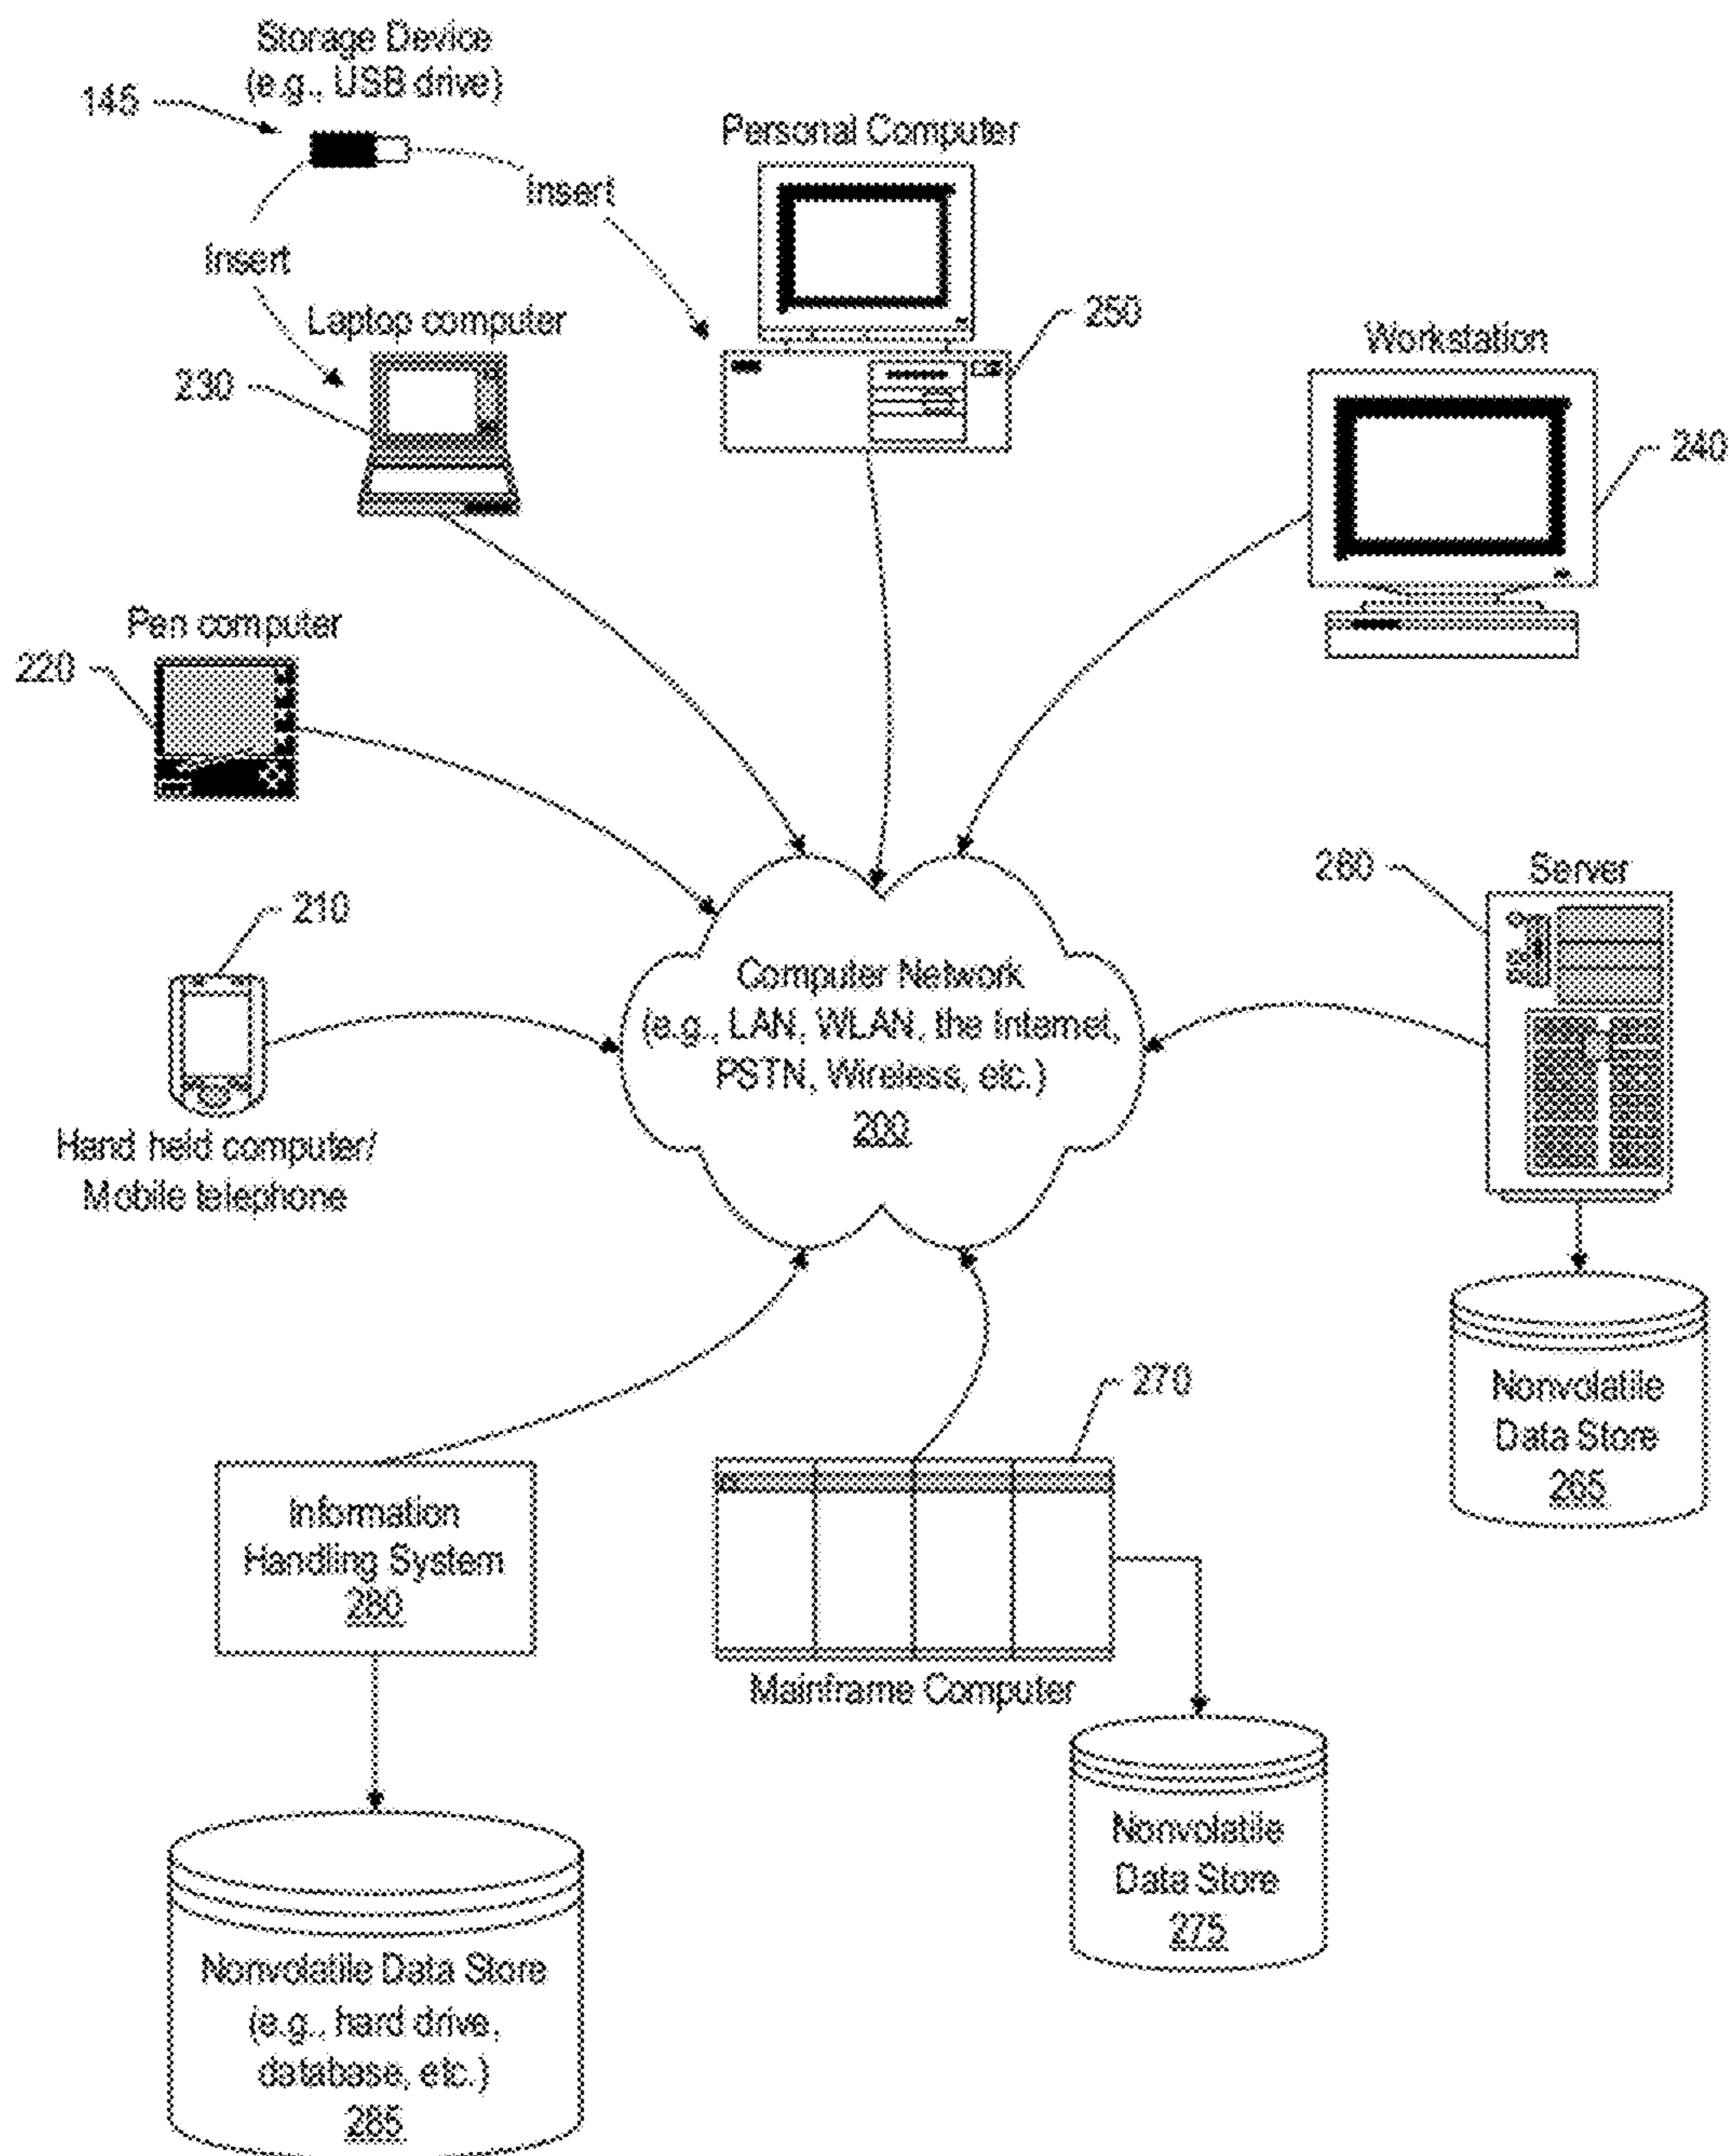 Storage Device
(e.g., USB drive)
145
Personal Computer
Insert
Insert
Laptop computer
250
Workstation
230
240
Pen computer
220
260
Server
210
Computer Network
(e.g., LAN, WLAN, the Internet,
PSTN, Wireless, etc.)
200
Hand held computer/
Mobile telephone
270
Nonvolatile
Data Store
265
Information
Handling System
280
Mainframe Computer
Nonvolatile
Data Store
275
Nonvolatile Data Store
(e.g., hard drive,
database, etc.)
285